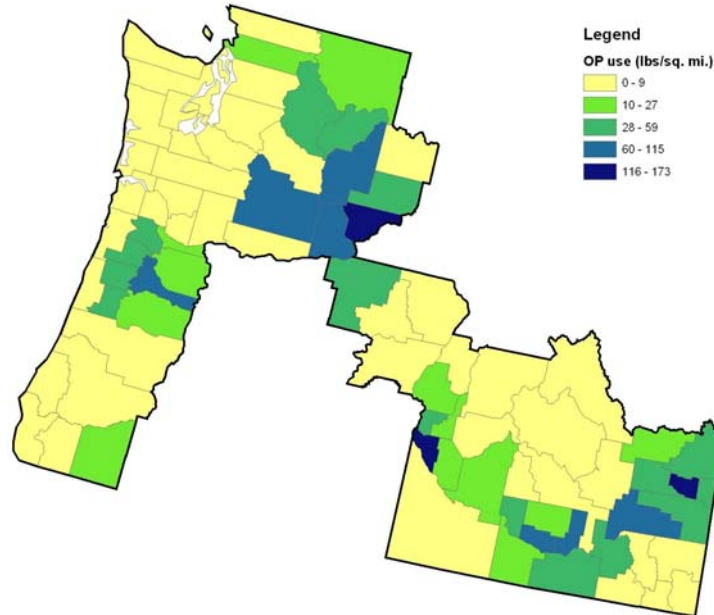 Legend
OP use (lbs/sq. mi.)
0 - 9
10 - 27
28 - 59
60 - 115
116 - 173